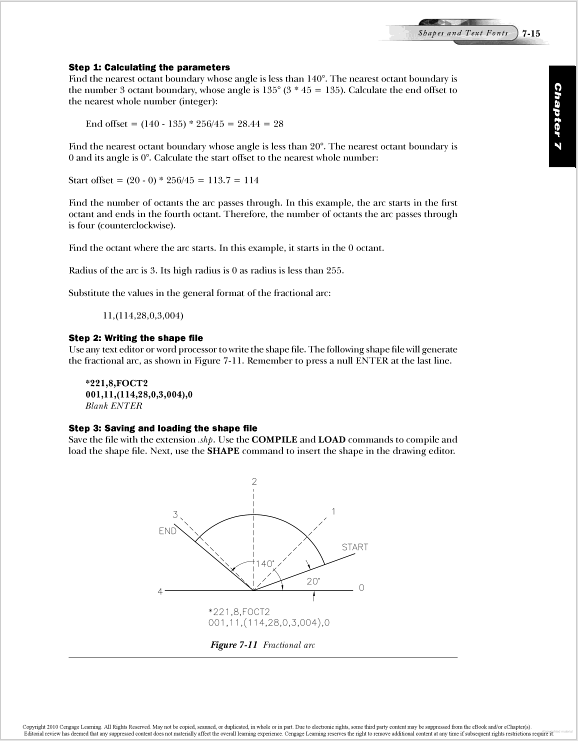 Shapes and Text Fonts 7-15
Chapter 7
Step 1: Calculating the parameters
Find the nearest octant boundary whose angle is less than 140°. The nearest octant boundary is
the number 3 octant boundary, whose angle is 135° (3 * 45 = 135). Calculate the end offset to
the nearest whole number (integer):
End offset = (140 - 135) * 256/45 = 28.44 = 28
Find the nearest octant boundary whose angle is less than 20°. The nearest octant boundary is
0 and its angle is 0°. Calculate the start offset to the nearest whole number:
Start offset = (20 - 0) * 256/45 = 113.7 = 114
Find the number of octants the arc passes through. In this example, the arc starts in the first
octant and ends in the fourth octant. Therefore, the number of octants the arc passes through
is four (counterclockwise).
Find the octant where the arc starts. In this example, it starts in the 0 octant.
Radius of the arc is 3. Its high radius is 0 as radius is less than 255.
Substitute the values in the general format of the fractional arc:
11,(114,28,0,3,004)
Step 2: Writing the shape file
Use any text editor or word processor to write the shape file. The following shape file will generate
the fractional arc, as shown in Figure 7-11. Remember to press a null ENTER at the last line.
*221,8,FOCT2
001,11,(114,28,0,3,004),0
Blank ENTER
Step 3: Saving and loading the shape file
Save the file with the extension .shp. Use the COMPILE and LOAD commands to compile and
load the shape file. Next, use the SHAPE command to insert the shape in the drawing editor.
2
3
1
END
START
140°
20°
4
0
*221,8,FOCT2
001,11,(114,28,0,3,004),0
Figure 7-11 Fractional arc
Copyright 2010 Cengage Learning. All Rights Reserved. May not be copied, scanned, or duplicated, in whole or in part. Due to electronic rights, some third party content may be suppressed from the eBook and/or eChapter(s).
Editorial review has deemed that any suppressed content does not materially affect the overall learning experience. Cengage Learning reserves the right to remove additional content at any time if subsequent rights restrictions require it.